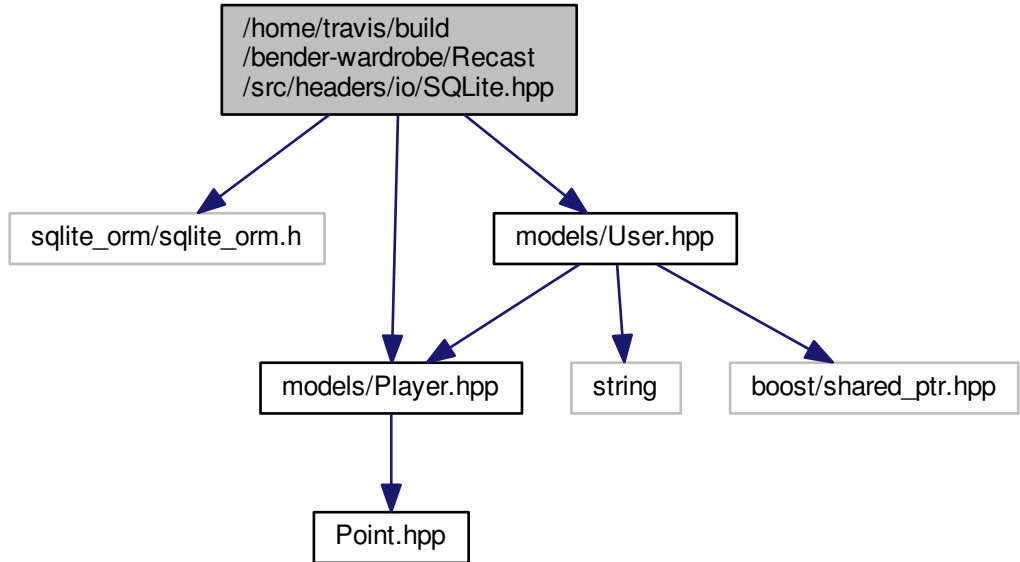 /home/travis/build
/bender-wardrobe/Recast
/src/headers/io/SQLite.hpp
sqlite_orm/sqlite_orm.h
models/User.hpp
models/Player.hpp
string
boost/shared_ptr.hpp
Point.hpp